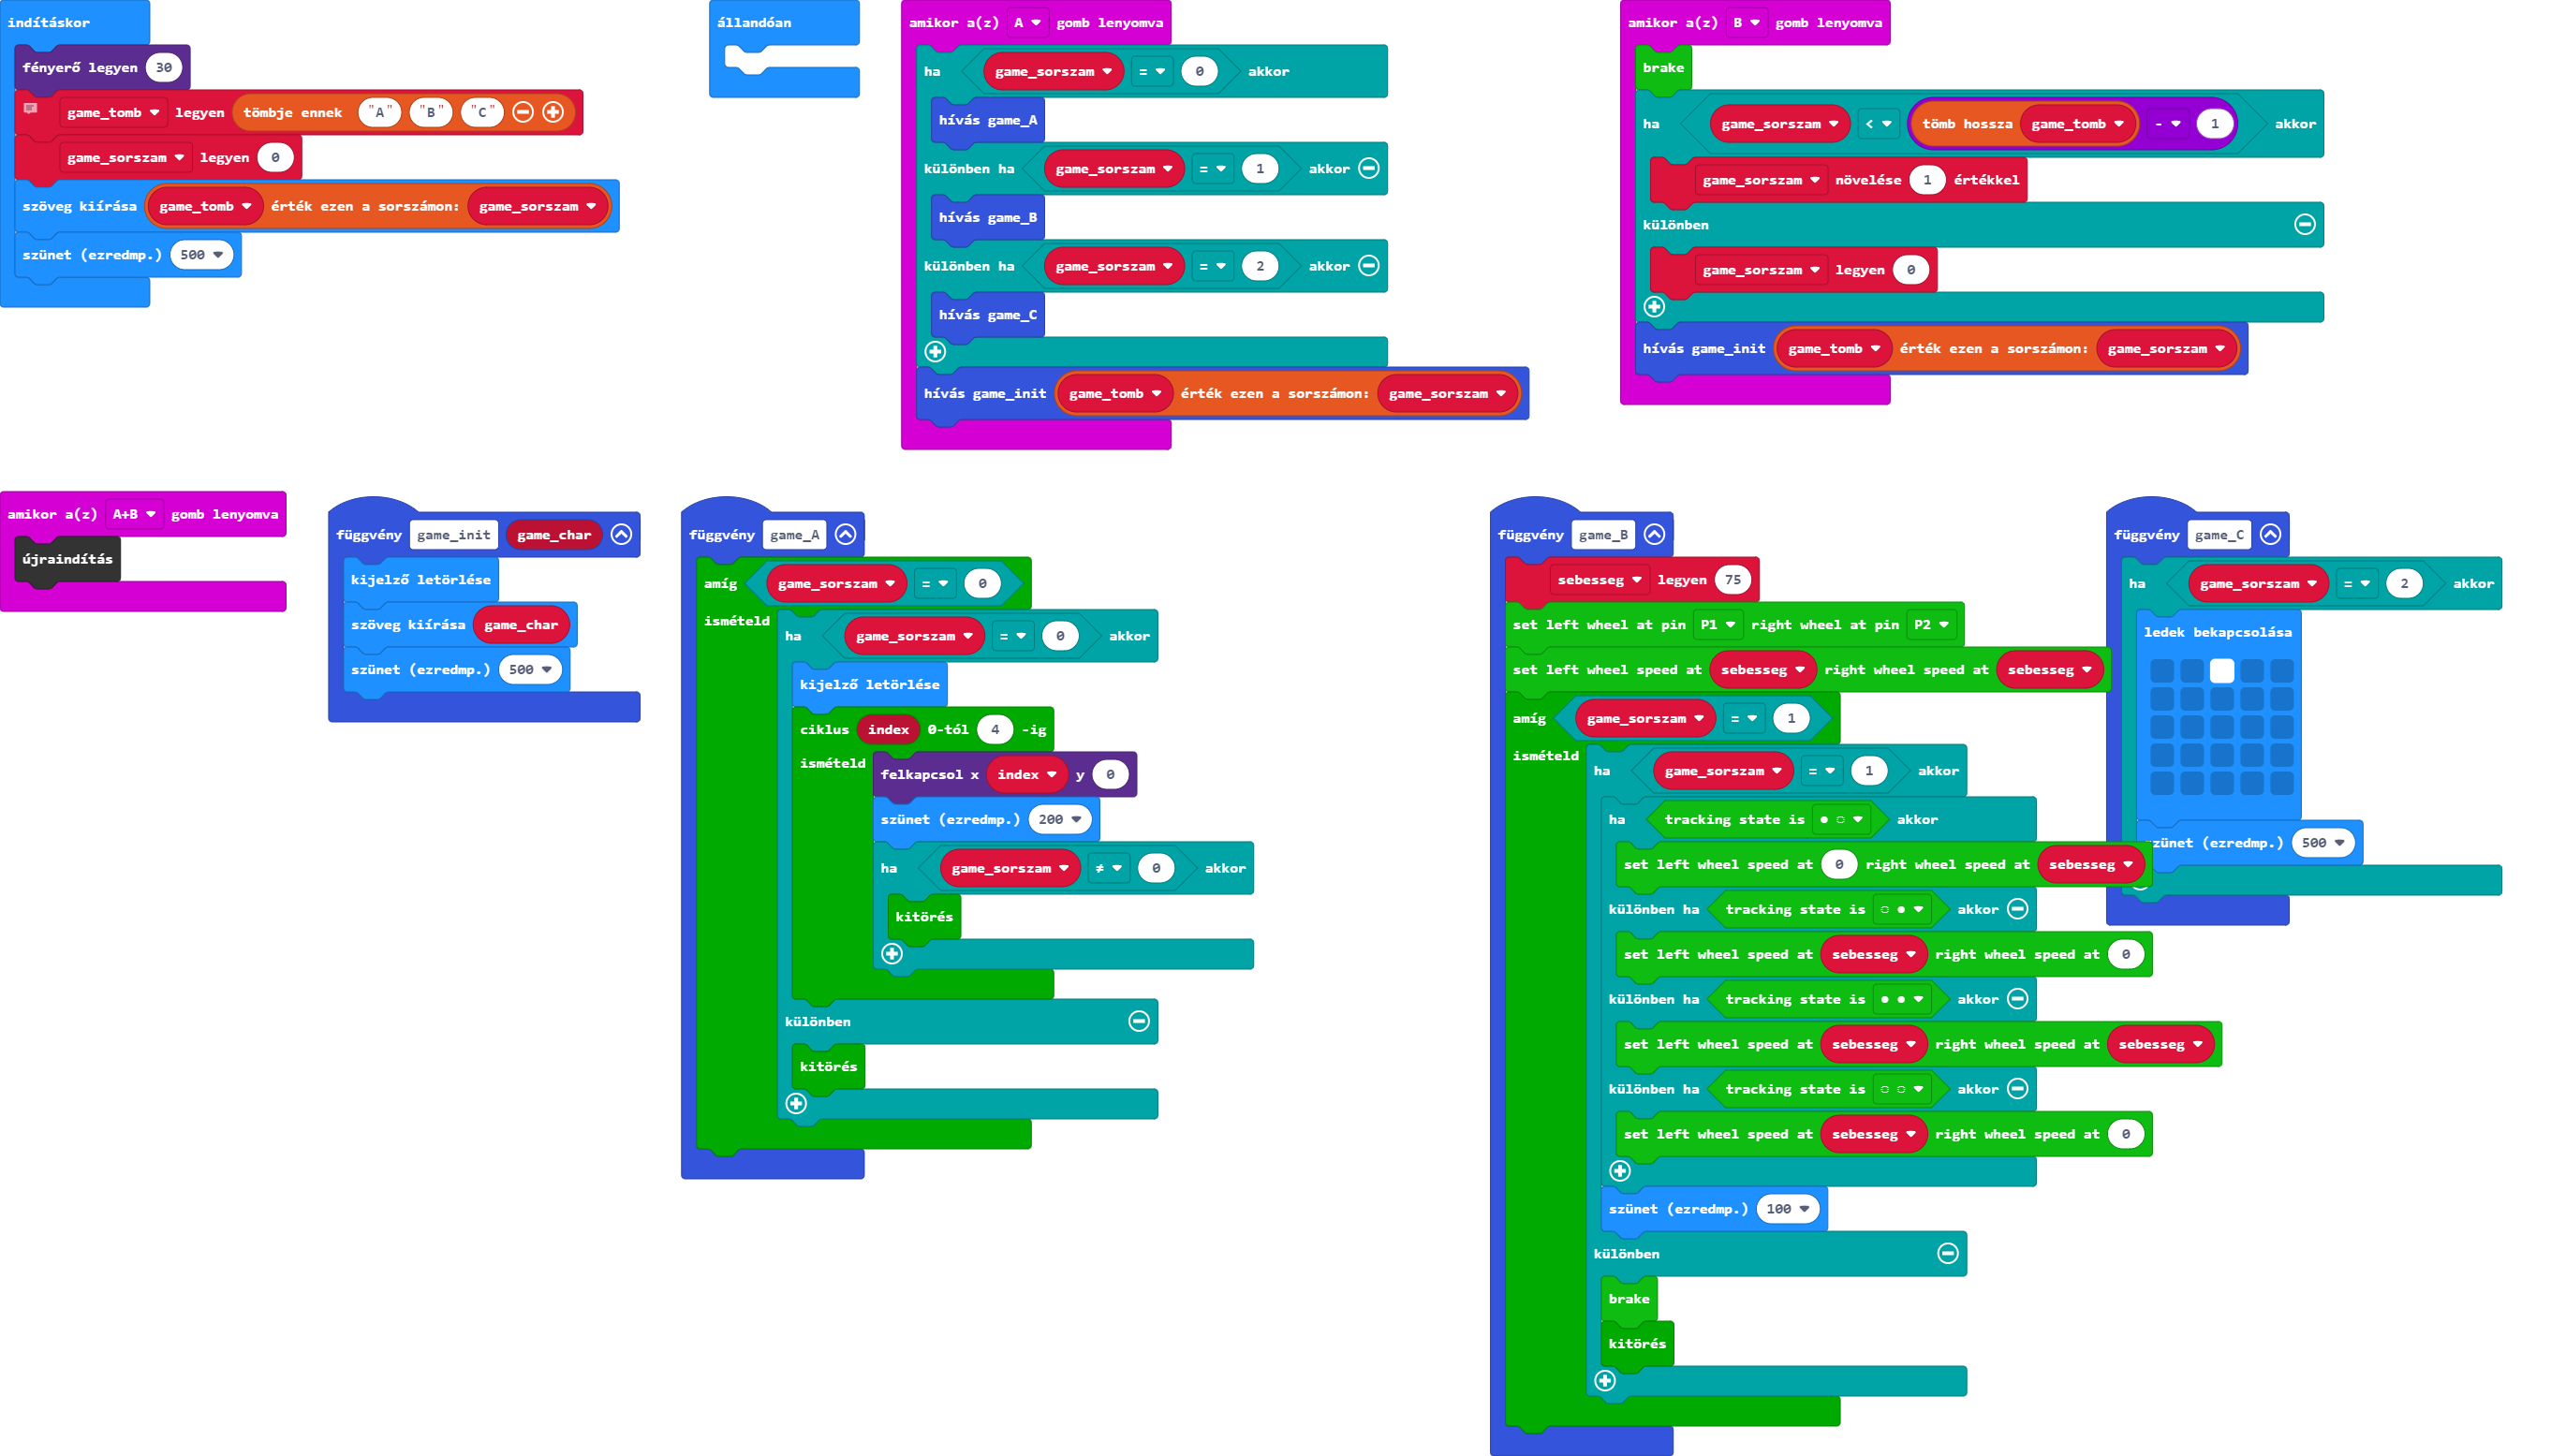 indításkor
fényerő legyen 30
game_tomb legyen tömbje ennek "A" "B" "C"
game_sorszam legyen 0
szöveg kiírása game_tomb érték ezen a sorszámon: game_sorszam
szünet (ezredmp.) 500
állandóan
amikor a(z) A gomb lenyomva
ha game_sorszam = 0 akkor
hívás game_A
különben ha game_sorszam = 1 akkor
hívás game_B
különben ha game_sorszam = 2 akkor
hívás game_C
hívás game_init game_tomb érték ezen a sorszámon: game_sorszam
amikor a(z) B gomb lenyomva
brake
ha game_sorszam < tömb hossza game_tomb - 1 akkor
game_sorszam növelése 1 értékkel
különben
game_sorszam legyen 0
hívás game_init game_tomb érték ezen a sorszámon: game_sorszam
amikor a(z) A+B gomb lenyomva
újraindítás
függvény game_init game_char
kijelző letörlése
szöveg kiírása game_char
szünet (ezredmp.) 500
függvény game_A
amíg game_sorszam = 0
ismételd
ha game_sorszam = 0 akkor
kijelző letörlése
ciklus index 0-tól 4 -ig
ismételd
felkapcsol x index y 0
szünet (ezredmp.) 200
ha game_sorszam ≠ 0 akkor
kitörés
különben
kitörés
függvény game_B
sebesseg legyen 75
set left wheel at pin P1 right wheel at pin P2
set left wheel speed at sebesseg right wheel speed at sebesseg
amíg game_sorszam = 1
ismételd
ha game_sorszam = 1 akkor
ha tracking state is ● ◌ akkor
set left wheel speed at 0 right wheel speed at sebesseg
különben ha tracking state is ◌ ● akkor
set left wheel speed at sebesseg right wheel speed at 0
különben ha tracking state is ● ● akkor
set left wheel speed at sebesseg right wheel speed at sebesseg
különben ha tracking state is ◌ ◌ akkor
set left wheel speed at sebesseg right wheel speed at 0
szünet (ezredmp.) 100
különben
brake
kitörés
függvény game_C
ha game_sorszam = 2 akkor
ledek bekapcsolása
zünet (ezredmp.) 500